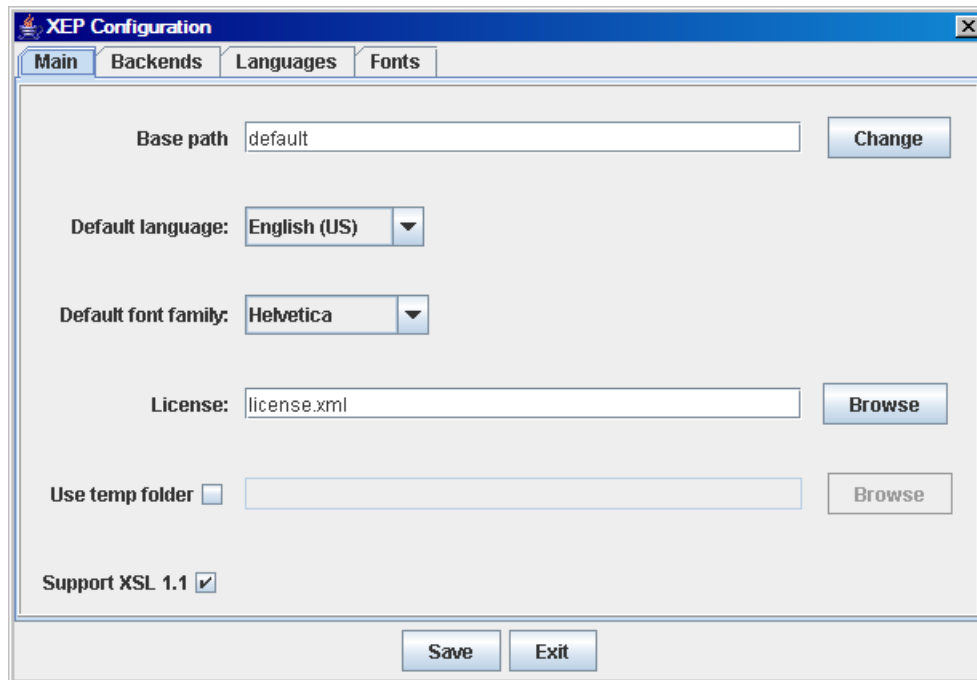 XEP Configuration
Main Backends Languages Fonts
Base path default Change
Default language: English (US)
Default font family: Helvetica
License: license.xml Browse
Use temp folder Browse
Support XSL 1.1
Save Exit